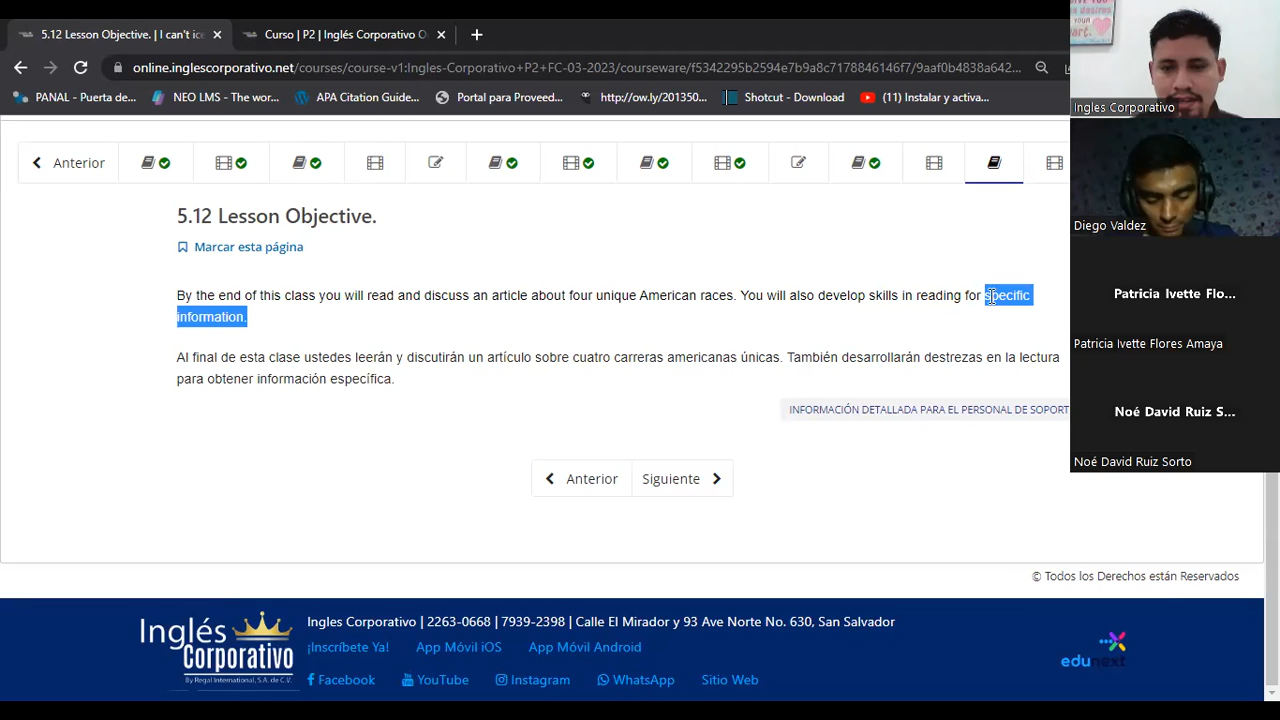 5.12 Lesson Objective. | I can't ice
Curso | P2 | Inglés Corporativo O
online.inglescorporativo.net/courses/course-v1:Ingles-Corporativo+P2+EC-03-2023/courseware/f5342295b2594e7b9a8c7178846146f7/9aaf0b4838a642...
PANAL - Puerta de...
NEO LMS - The wor...
APA Citation Guide...
Portal para Proveed...
http://ow.ly/201350...
Shotcut - Download
(11) Instalar y activa...
Anterior
5.12 Lesson Objective.
Marcar esta página
By the end of this class you will read and discuss an article about four unique American races. You will also develop skills in reading for specific
information.
Al final de esta clase ustedes leerán y discutirán un artículo sobre cuatro carreras americanas únicas. También desarrollarán destrezas en la lectura
para obtener información específica.
INFORMACIÓN DETALLADA PARA EL PERSONAL DE SOPORT
Anterior
Siguiente
© Todos los Derechos están Reservados
Inglés
Corporativo
By Regal International, S.A. de C.V.
Ingles Corporativo | 2263-0668 | 7939-2398 | Calle El Mirador y 93 Ave Norte No. 630, San Salvador
¡Inscríbete Ya!
App Móvil iOS
App Móvil Android
Facebook
YouTube
Instagram
WhatsApp
Sitio Web
edunext
Ingles Corporativo
Diego Valdez
Patricia Ivette Flo...
Patricia Ivette Flores Amaya
Noé David Ruiz S...
Noé David Ruiz Sorto